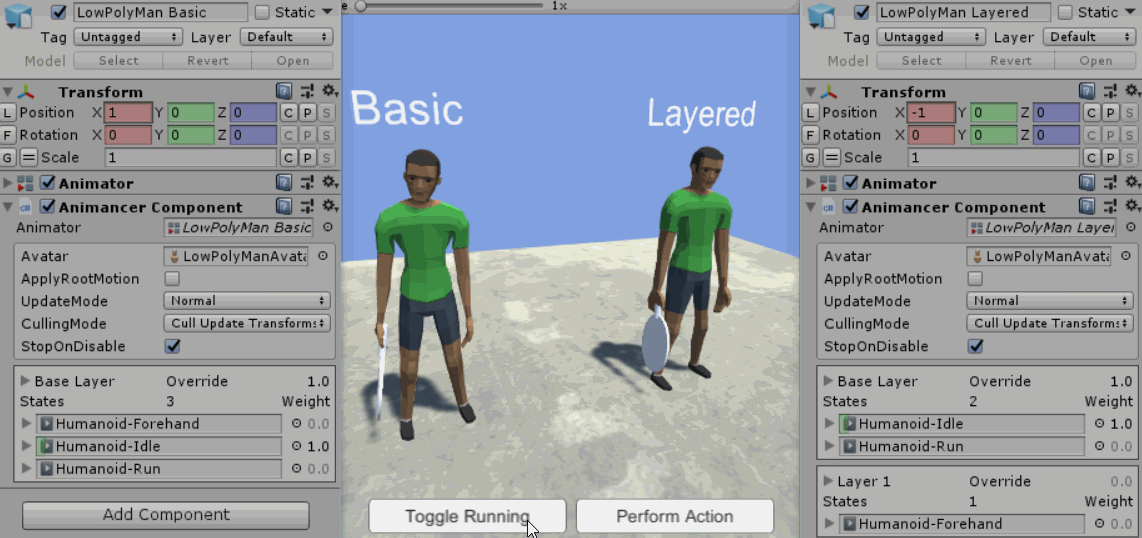 LowPolyMan Basic Static
Tag Untagged Layer Default
Model Select Revert Open
Transform
L Position X 1 Y 0 Z 0 C P S
F Rotation X 0 Y 0 Z 0 C P S
G = Scale 1 C P S
Animator
Animancer Component
Animator LowPolyMan Basic
Avatar LowPolyManAvata
ApplyRootMotion
UpdateMode Normal
CullingMode Cull Update Transforms
StopOnDisable
Base Layer Override 1.0
States 3 Weight
Humanoid-Forehand 0.0
Humanoid-Idle 1.0
Humanoid-Run 0.0
Add Component
e 1x
Basic
Layered
Toggle Running
Perform Action
LowPolyMan Layered Static
Tag Untagged Layer Default
Model Select Revert Open
Transform
L Position X -1 Y 0 Z 0 C P S
F Rotation X 0 Y 0 Z 0 C P S
G = Scale 1 C P S
Animator
Animancer Component
Animator LowPolyMan Layer
Avatar LowPolyManAvata
ApplyRootMotion
UpdateMode Normal
CullingMode Cull Update Transforms
StopOnDisable
Base Layer Override 1.0
States 2 Weight
Humanoid-Idle 1.0
Humanoid-Run 0.0
Layer 1 Override 0.0
States 1 Weight
Humanoid-Forehand 0.0